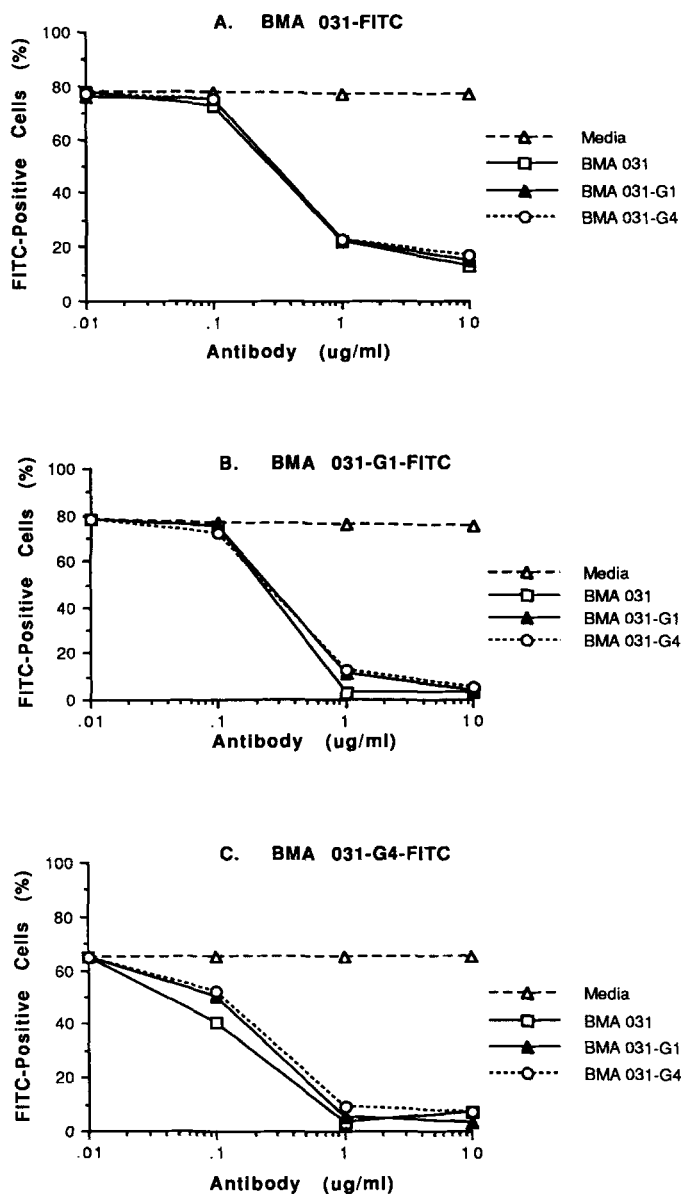 A. BMA 031-FITC
FITC-Positive Cells (%)
100
80
60
40
20
0
.01
.1
1
10
Antibody (ug/ml)
Media
BMA 031
BMA 031-G1
BMA 031-G4
B. BMA 031-G1-FITC
FITC-Positive Cells (%)
100
80
60
40
20
0
.01
.1
1
10
Antibody (ug/ml)
Media
BMA 031
BMA 031-G1
BMA 031-G4
C. BMA 031-G4-FITC
FITC-Positive Cells (%)
100
80
60
40
20
0
.01
.1
1
10
Antibody (ug/ml)
Media
BMA 031
BMA 031-G1
BMA 031-G4